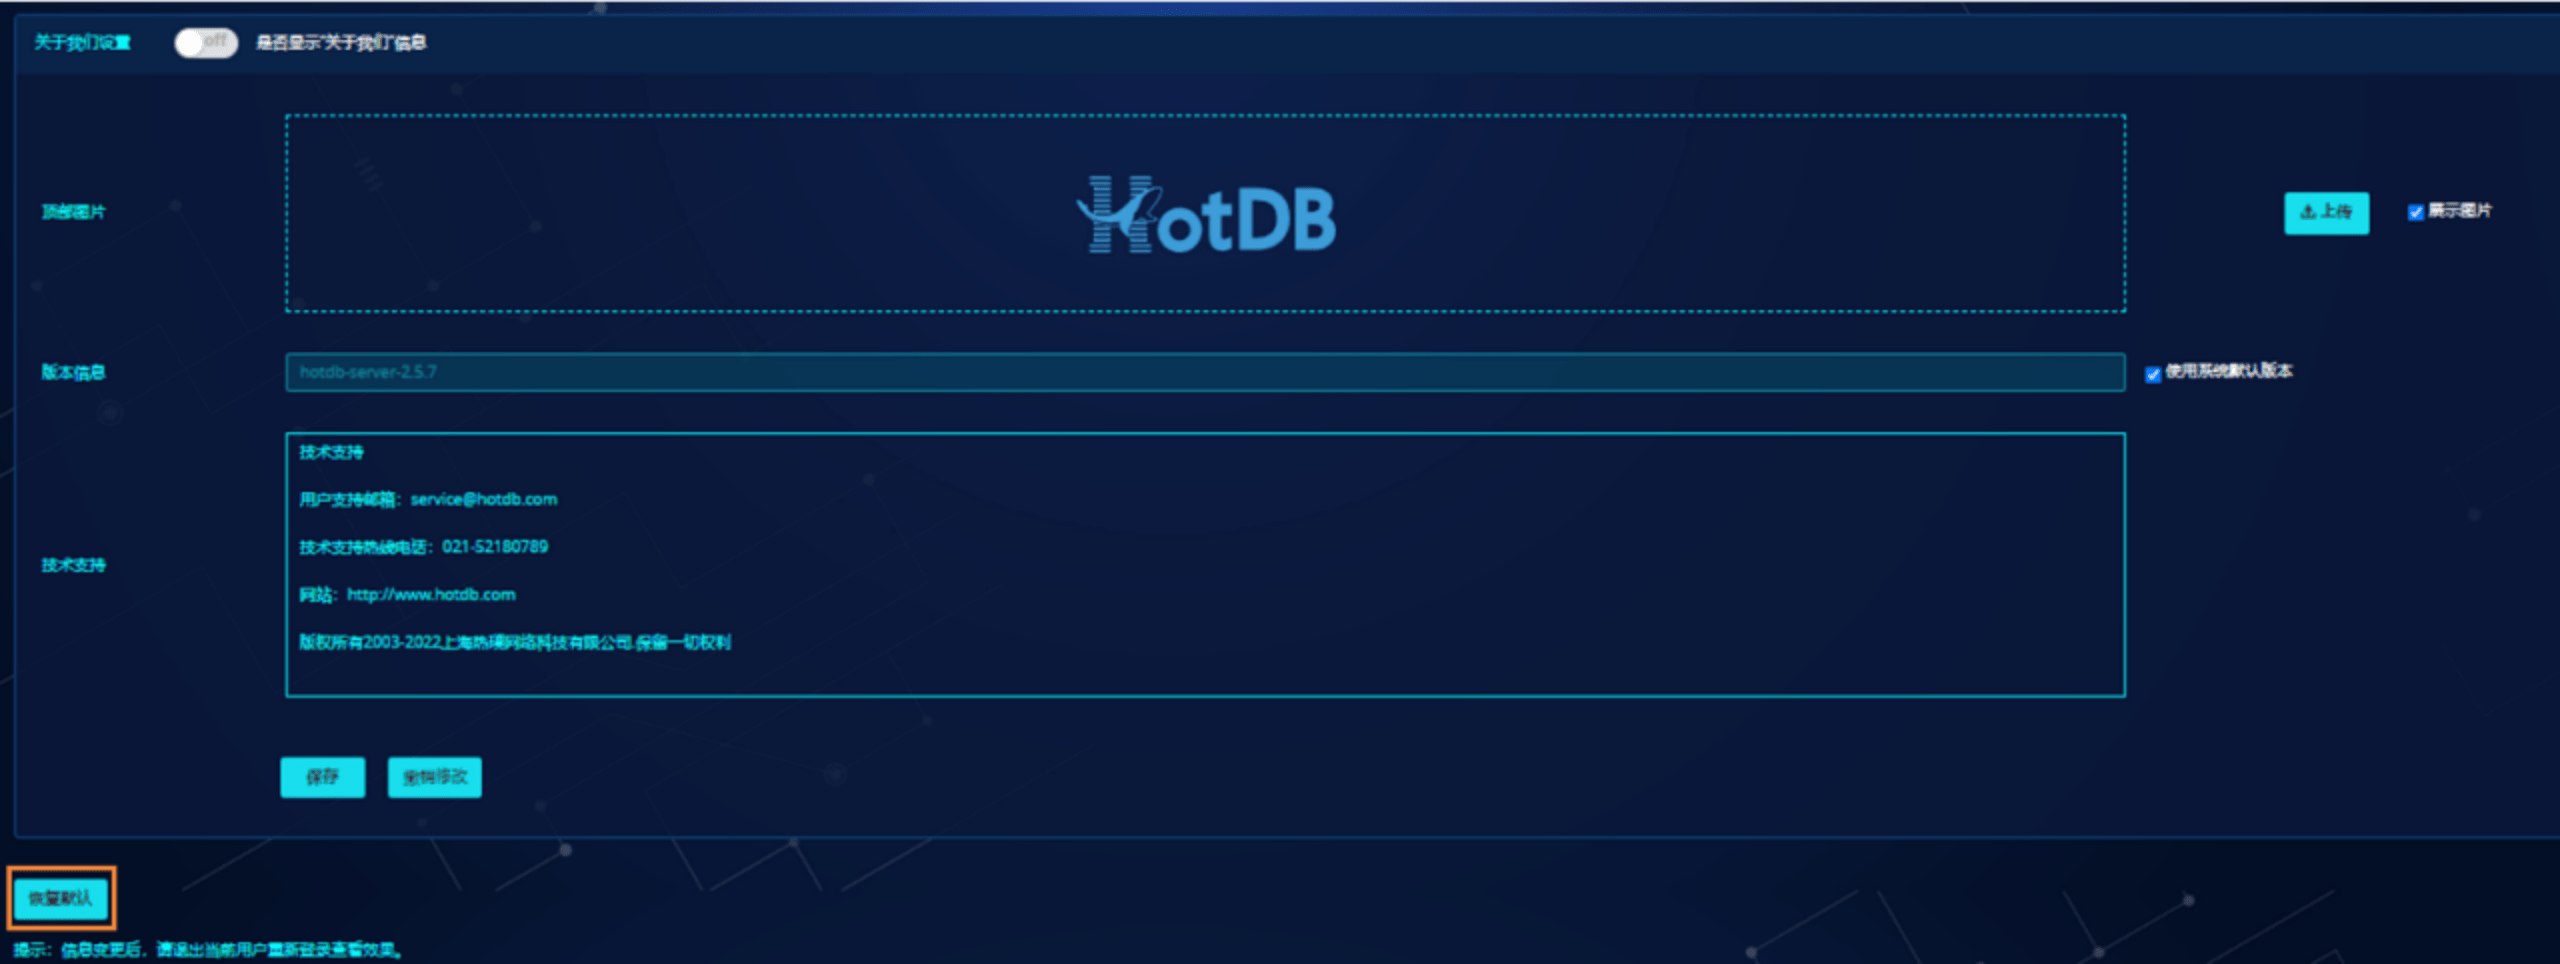 关于我们设置 off 是否显示"关于我们"信息
HotDB
顶部图片 上传 展示图片
版本信息 hotdb-server-2.5.7 使用系统默认版本
技术支持
用户支持邮箱：service@hotdb.com
技术支持热线电话：021-52180789
技术支持
网站：http://www.hotdb.com
版权所有2003-2022上海热璞网络科技有限公司.保留一切权利
保存 撤销修改
恢复默认
提示：信息变更后，请退出当前用户重新登录查看效果。